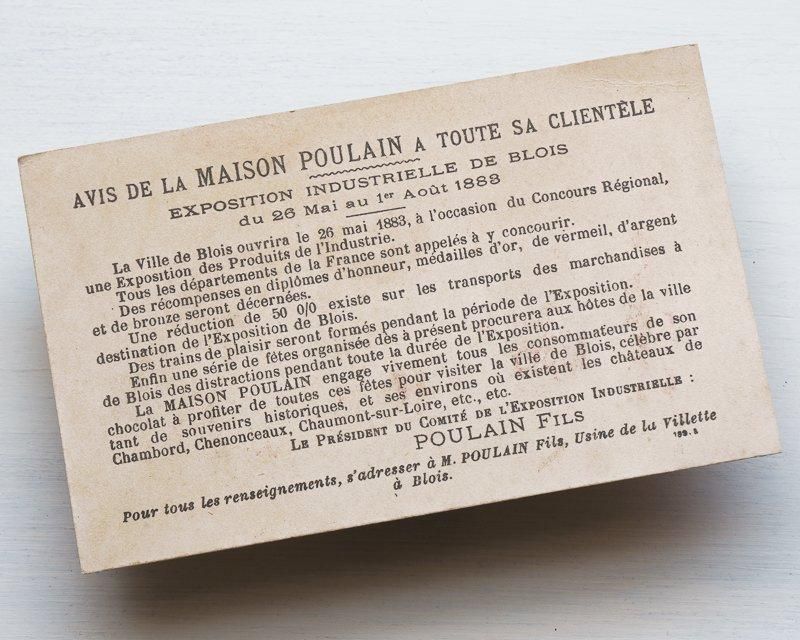 AVIS DE LA MAISON POULAIN A TOUTE SA CLIENTÈLE
EXPOSITION INDUSTRIELLE DE BLOIS
du 26 Mai au 1er Août 1883
La Ville de Blois ouvrira le 26 mai 1883, à l'occasion du Concours Régional,
une Exposition des Produits de l'Industrie.
Tous les départements de la France sont appelés à y concourir.
Des récompenses en diplômes d'honneur, médailles d'or, de vermeil, d'argent
et de bronze seront décernées.
Une réduction de 50 0/0 existe sur les transports des marchandises à
destination de l'Exposition de Blois.
Des trains de plaisir seront formés pendant la période de l'Exposition.
Enfin une série de fêtes organisée dès à présent procurera aux hôtes de la ville
de Blois des distractions pendant toute la durée de l'Exposition.
La MAISON POULAIN engage vivement tous les consommateurs de son
chocolat à profiter de toutes ces fêtes pour visiter la ville de Blois, célèbre par
tant de souvenirs historiques, et ses environs où existent les châteaux de
Chambord, Chenonceaux, Chaumont-sur-Loire, etc., etc.
LE PRÉSIDENT DU COMITÉ DE L'EXPOSITION INDUSTRIELLE :
POULAIN FILS
Pour tous les renseignements, s'adresser à M. POULAIN Fils, Usine de la Villette
à Blois.